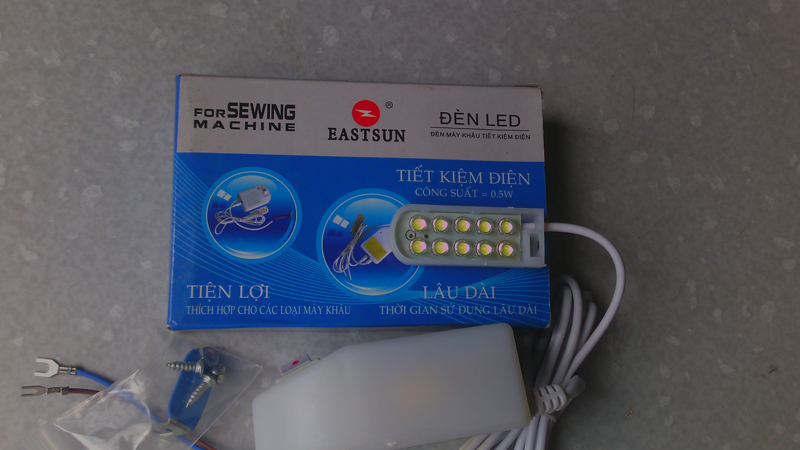 FOR SEWING
MACHINE
®
EASTSUN
ĐÈN LED
ĐÈN MÁY KHÂU TIẾT KIỆM ĐIỆN
TIẾT KIỆM ĐIỆN
CÔNG SUẤT = 0.5W
TIỆN LỢI
THÍCH HỢP CHO CÁC LOẠI MÁY KHÂU
LÂU DÀI
THỜI GIAN SỬ DỤNG LÂU DÀI